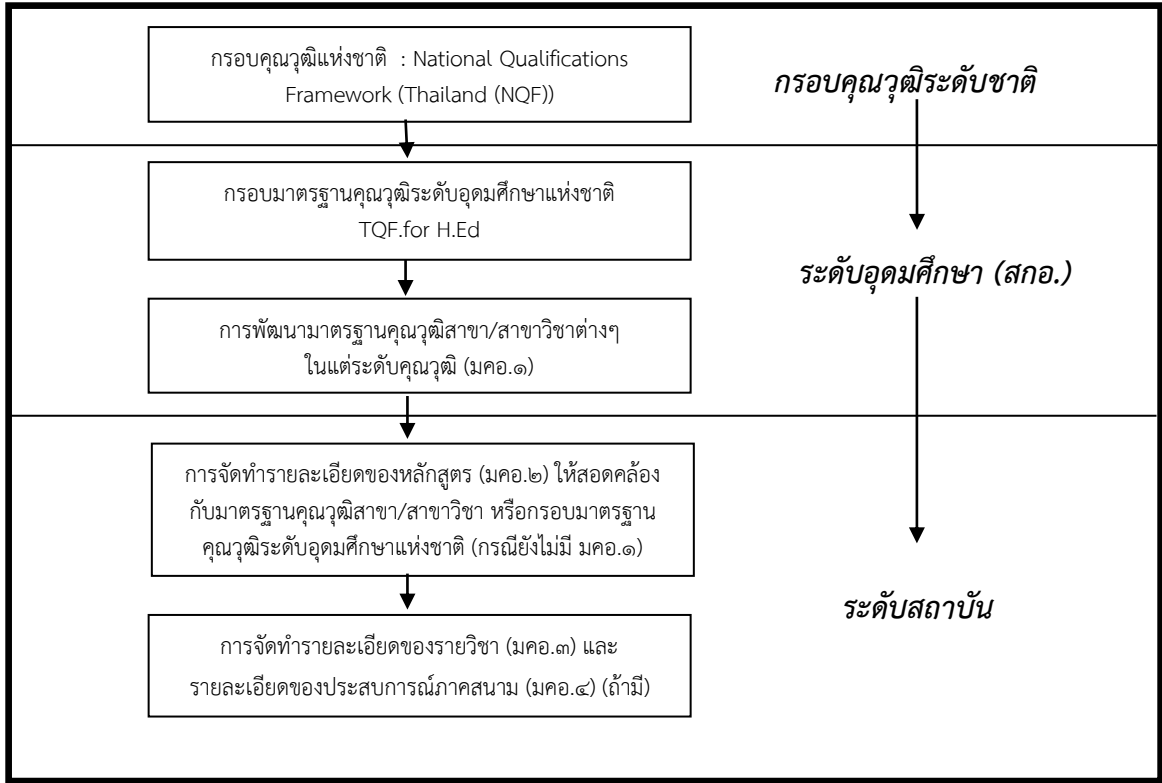 กรอบคุณวุฒิแห่งชาติ : National Qualifications
Framework (Thailand (NQF))
กรอบคุณวุฒิระดับชาติ
กรอบมาตรฐานคุณวุฒิระดับอุดมศึกษาแห่งชาติ
TQF.for H.Ed
ระดับอุดมศึกษา (สกอ.)
การพัฒนามาตรฐานคุณวุฒิสาขา/สาขาวิชาต่างๆ
ในแต่ระดับคุณวุฒิ (มคอ.๑)
การจัดทำรายละเอียดของหลักสูตร (มคอ.๒) ให้สอดคล้อง
กับมาตรฐานคุณวุฒิสาขา/สาขาวิชา หรือกรอบมาตรฐาน
คุณวุฒิระดับอุดมศึกษาแห่งชาติ (กรณียังไม่มี มคอ.๑)
ระดับสถาบัน
การจัดทำรายละเอียดของรายวิชา (มคอ.๓) และ
รายละเอียดของประสบการณ์ภาคสนาม (มคอ.๔) (ถ้ามี)